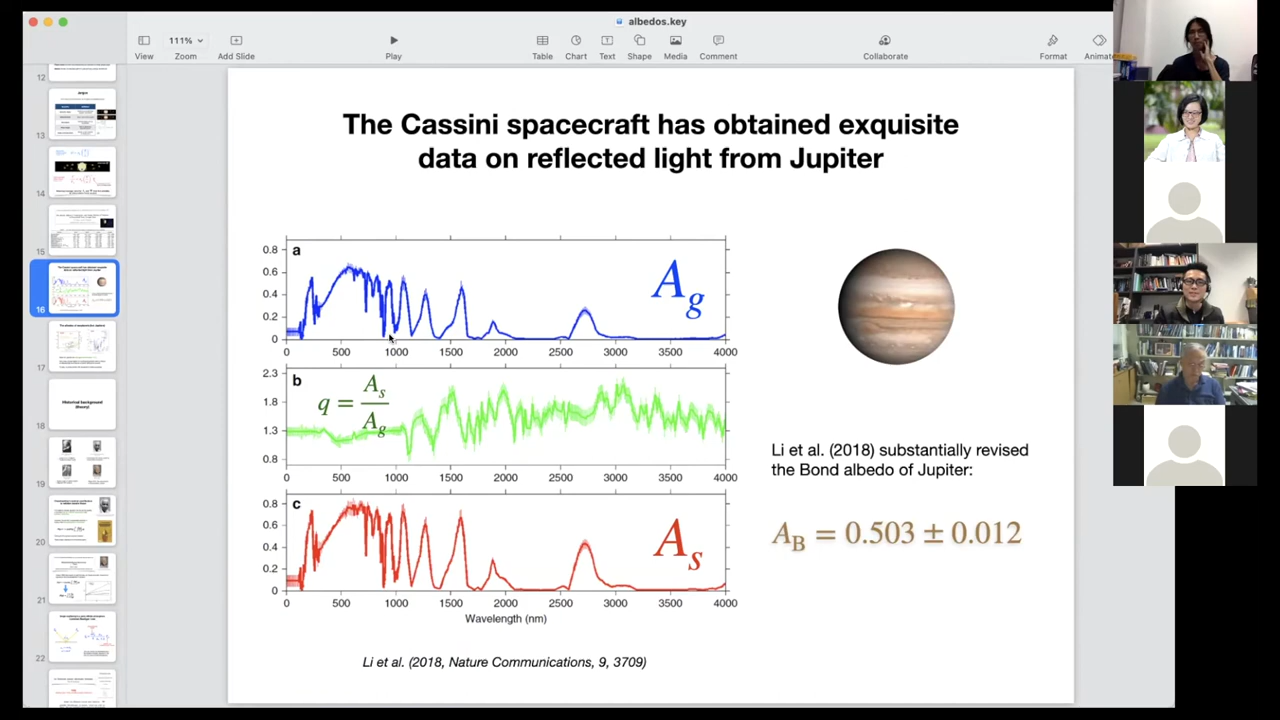 albedos.key
111%
View
Zoom
Add Slide
Play
Table
Chart
Text
Shape
Media
Comment
Collaborate
Format
Animate
12
13
14
15
16
17
18
Historical background
(theory)
19
20
21
22
The Cassini spacecraft has obtained exquisite
data on reflected light from Jupiter
a
A_g
0.8
0.6
0.4
0.2
0
0 500 1000 1500 2000 2500 3000 3500 4000
b
q = A_s / A_g
2.3
1.8
1.3
0.8
0 500 1000 1500 2000 2500 3000 3500 4000
c
A_s
0.8
0.6
0.4
0.2
0
0 500 1000 1500 2000 2500 3000 3500 4000
Wavelength (nm)
Li et al. (2018, Nature Communications, 9, 3709)
Li et al. (2018) substantially revised
the Bond albedo of Jupiter:
A_B = 0.503 ± 0.012